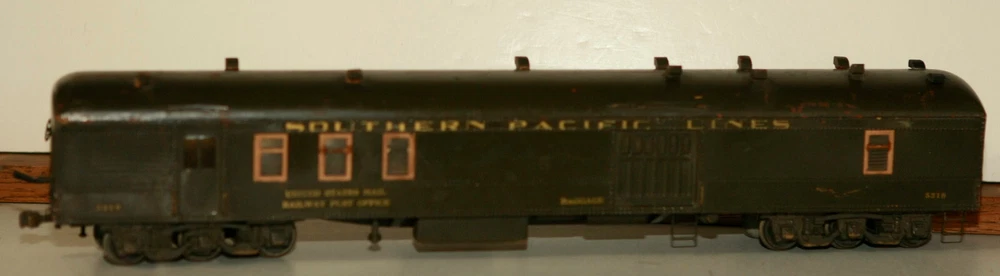 SOUTHERN PACIFIC LINES
UNITED STATES MAIL
RAILWAY POST OFFICE
BAGGAGE